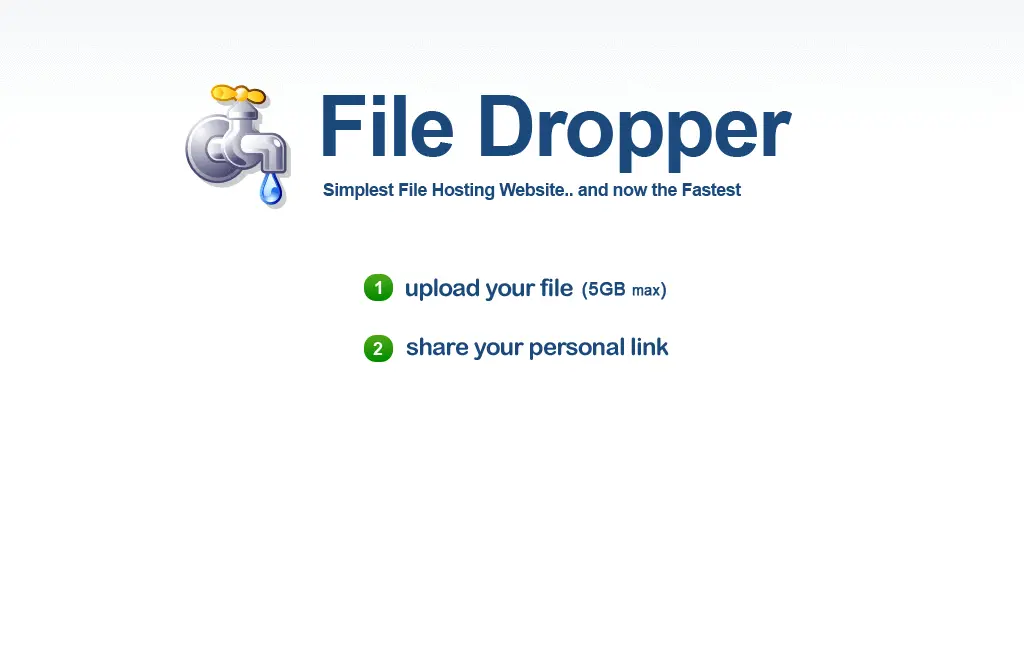 File Dropper
Simplest File Hosting Website.. and now the Fastest
1 upload your file (5GB max)
2 share your personal link